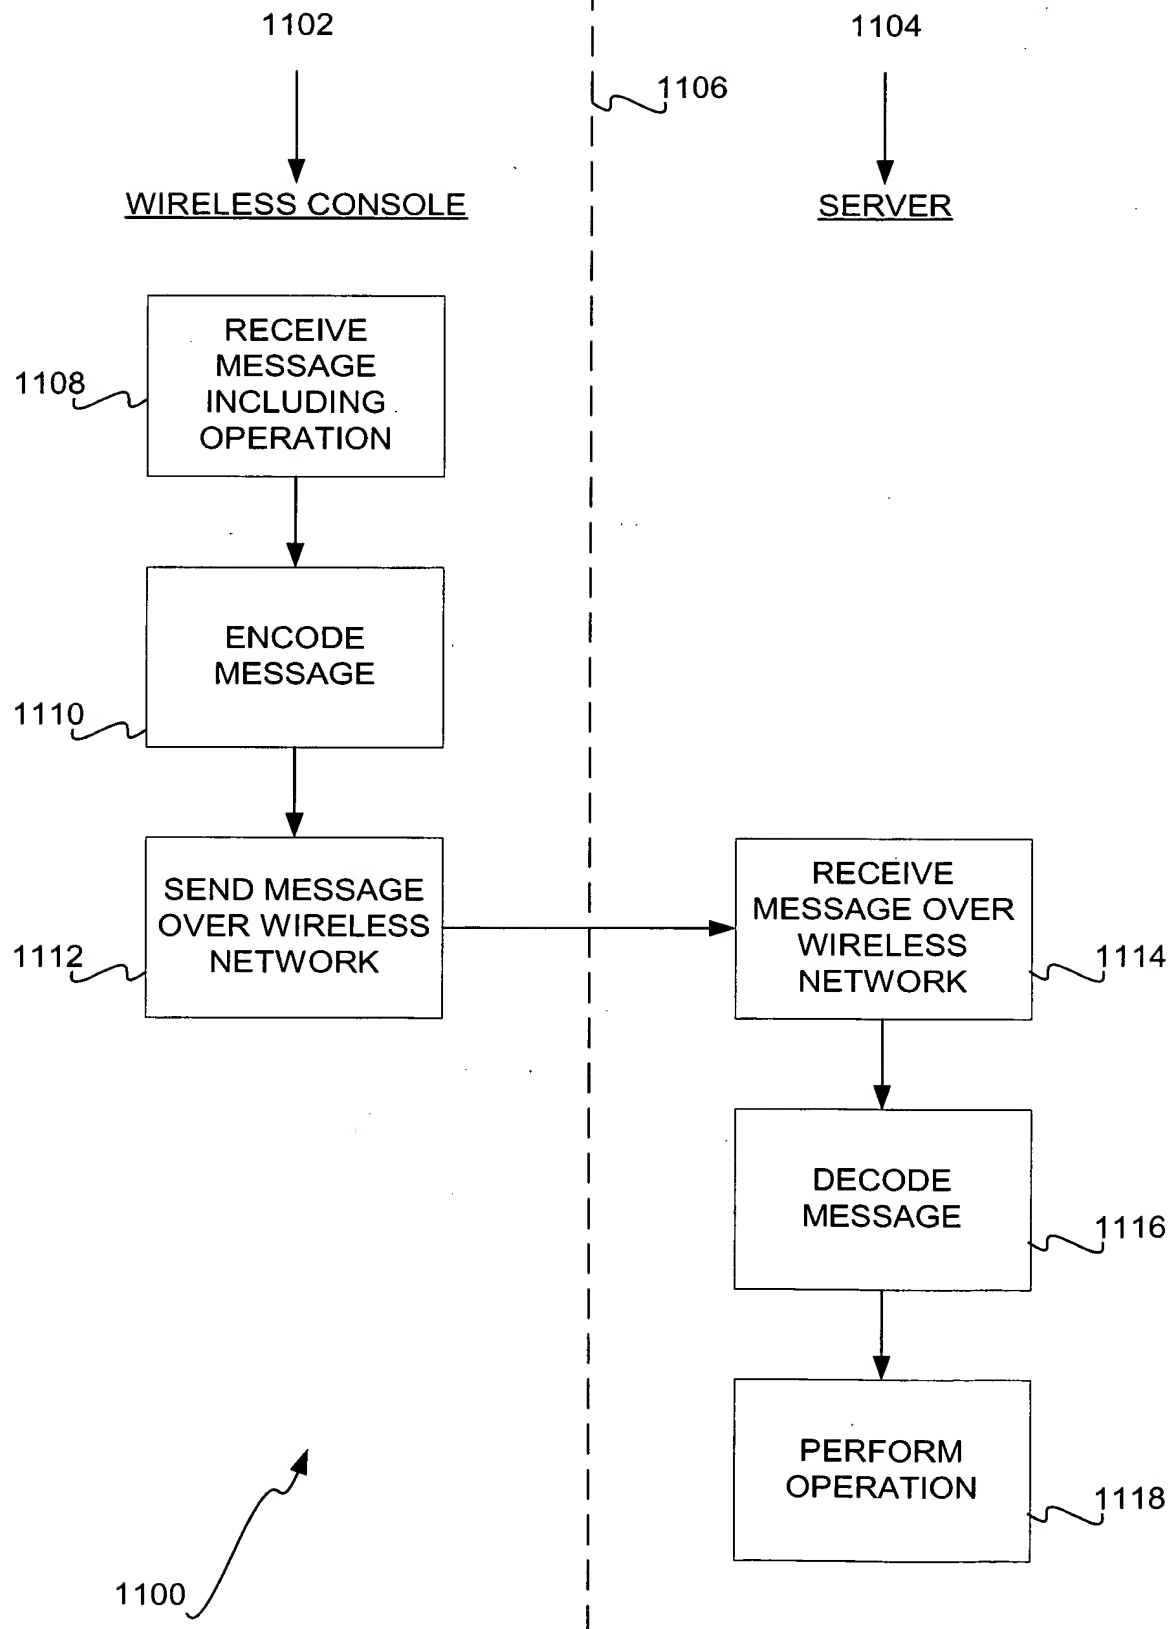 1102
1104
1106
WIRELESS CONSOLE
SERVER
RECEIVE
MESSAGE
INCLUDING
OPERATION
1108
ENCODE
MESSAGE
1110
SEND MESSAGE
OVER WIRELESS
NETWORK
1112
RECEIVE
MESSAGE OVER
WIRELESS
NETWORK
1114
DECODE
MESSAGE
1116
PERFORM
OPERATION
1118
1100